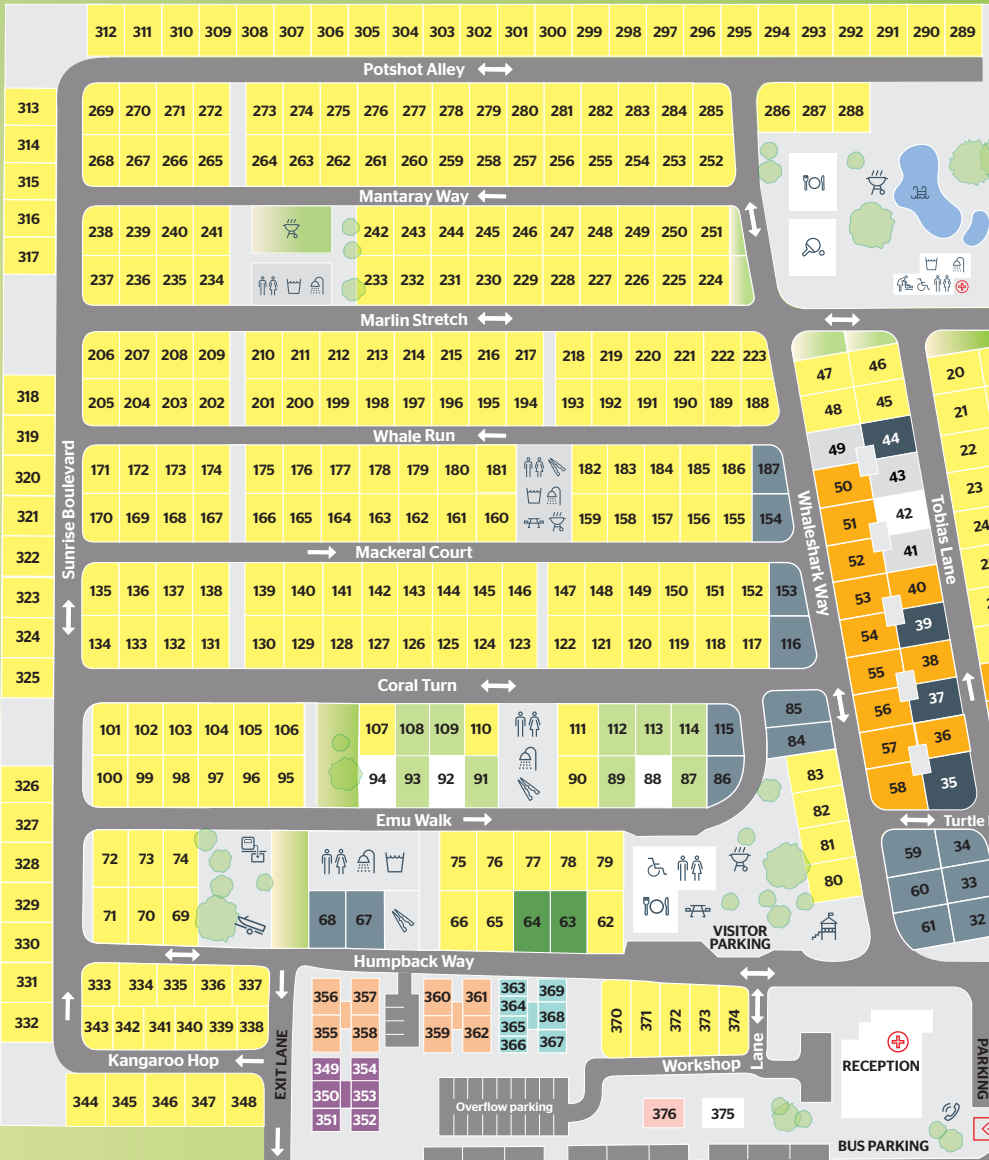 312 311 310 309 308 307 306 305 304 303 302 301 300 299 298 297 296 295 294 293 292 291 290 289
Potshot Alley
313
269 270 271 272 273 274 275 276 277 278 279 280 281 282 283 284 285 286 287 288
314
268 267 266 265 264 263 262 261 260 259 258 257 256 255 254 253 252
315
Mantaray Way
316
238 239 240 241 242 243 244 245 246 247 248 249 250 251
317
237 236 235 234 233 232 231 230 229 228 227 226 225 224
Marlin Stretch
206 207 208 209 210 211 212 213 214 215 216 217 218 219 220 221 222 223
47 46
20
318
205 204 203 202 201 200 199 198 197 196 195 194 193 192 191 190 189 188
48 45
21
319
Whale Run
49 44
22
320
171 172 173 174 175 176 177 178 179 180 181 182 183 184 185 186 187
50 43
23
321
170 169 168 167 166 165 164 163 162 161 160 159 158 157 156 155 154
51 42
24
322
Sunrise Boulevard
Mackeral Court
Whaleshark Way
52 41
Tobias Lane
323
135 136 137 138 139 140 141 142 143 144 145 146 147 148 149 150 151 152 153
53 40
324
134 133 132 131 130 129 128 127 126 125 124 123 122 121 120 119 118 117 116
54 39
325
55 38
Coral Turn
56 37
85
101 102 103 104 105 106 107 108 109 110 111 112 113 114 115
84
57 36
326
100 99 98 97 96 95 94 93 92 91 90 89 88 87 86
83
58 35
327
Emu Walk
82
Turtle
328
72 73 74 75 76 77 78 79
81
59 34
329
71 70 69 68 67 66 65 64 63 62
80
60 33
330
VISITOR
PARKING
61 32
Humpback Way
331
333 334 335 336 337
356 357 360 361 363 369
364 368
332
343 342 341 340 339 338
355 358 359 362 365 367
366
370 371 372 373 374
Kangaroo Hop
EXIT LANE
349 354
Workshop
Lane
RECEPTION
PARKING
344 345 346 347 348
350 353
351 352
Overflow parking
376 375
BUS PARKING